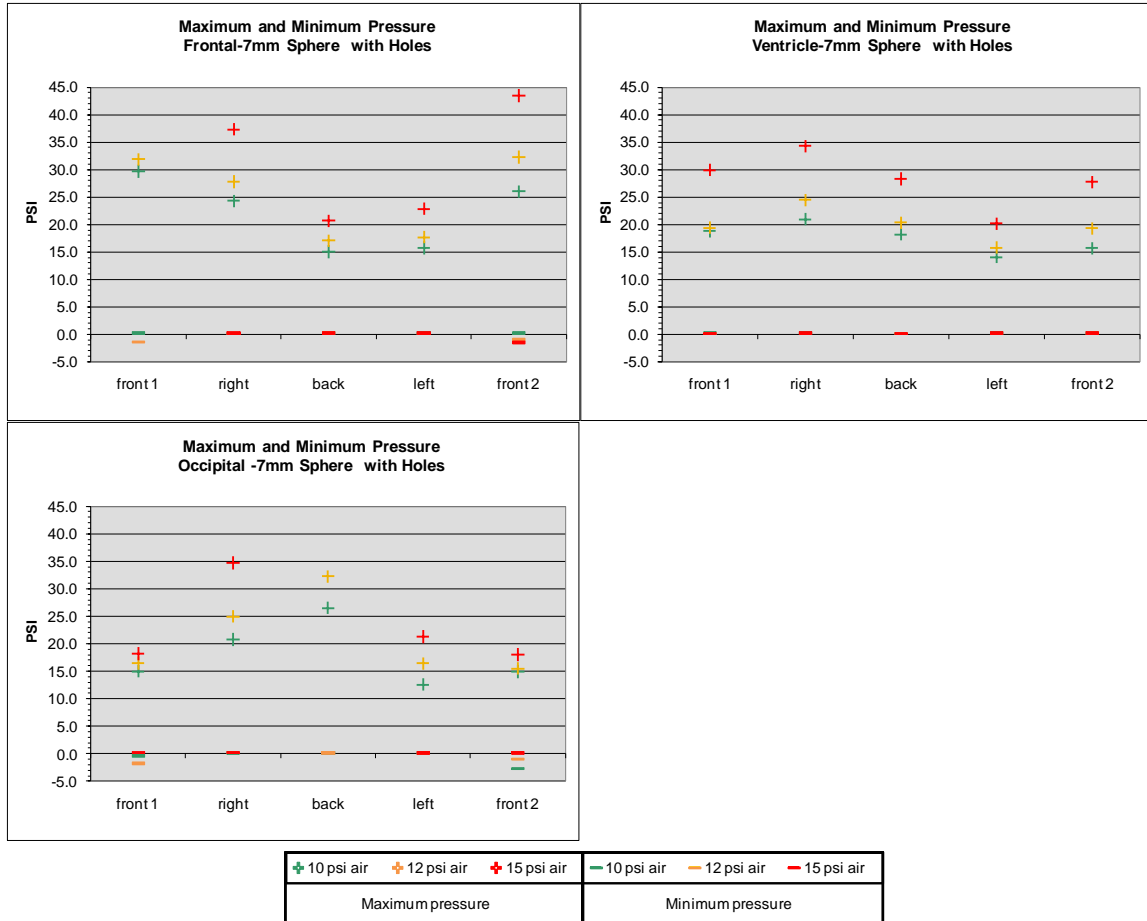 Maximum and Minimum Pressure
Frontal-7mm Sphere with Holes
45.0
40.0
35.0
30.0
25.0
20.0
15.0
10.0
5.0
0.0
-5.0
PSI
front 1 right back left front 2
Maximum and Minimum Pressure
Ventricle-7mm Sphere with Holes
45.0
40.0
35.0
30.0
25.0
20.0
15.0
10.0
5.0
0.0
-5.0
PSI
front 1 right back left front 2
Maximum and Minimum Pressure
Occipital -7mm Sphere with Holes
45.0
40.0
35.0
30.0
25.0
20.0
15.0
10.0
5.0
0.0
-5.0
PSI
front 1 right back left front 2
10 psi air 12 psi air 15 psi air 10 psi air 12 psi air 15 psi air
Maximum pressure Minimum pressure